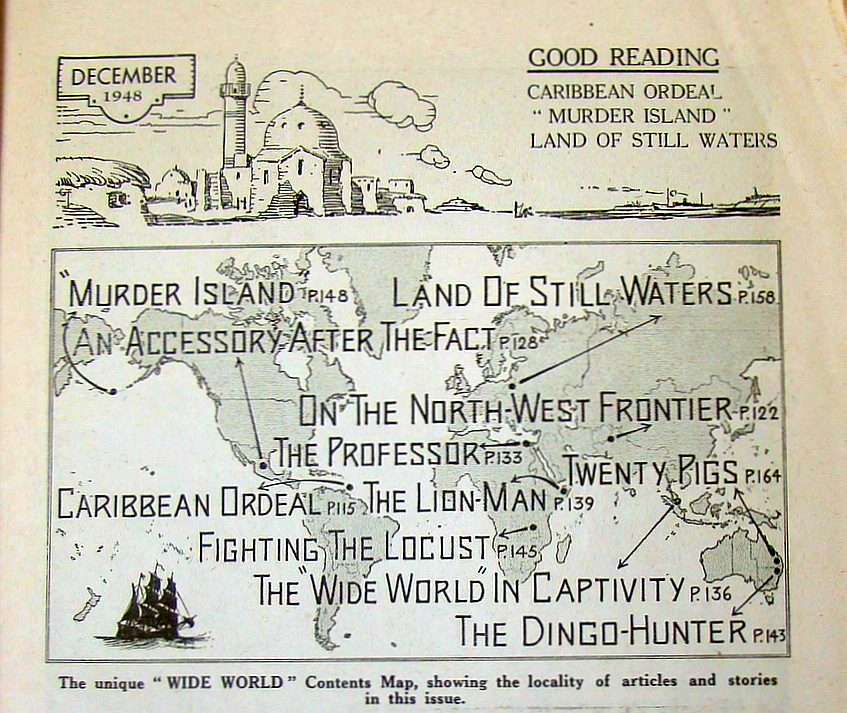 DECEMBER
1948
GOOD READING
CARIBBEAN ORDEAL
"MURDER ISLAND"
LAND OF STILL WATERS
"MURDER ISLAND P.148
LAND OF STILL WATERS P.158
AN ACCESSORY AFTER THE FACT P.128
ON THE NORTH-WEST FRONTIER P.122
THE PROFESSOR P.133
TWENTY PIGS P.164
CARIBBEAN ORDEAL P.115
THE LION-MAN P.139
FIGHTING THE LOCUST P.145
THE "WIDE WORLD" IN CAPTIVITY P.136
THE DINGO-HUNTER P.143
The unique "WIDE WORLD" Contents Map, showing the locality of articles and stories
in this issue.